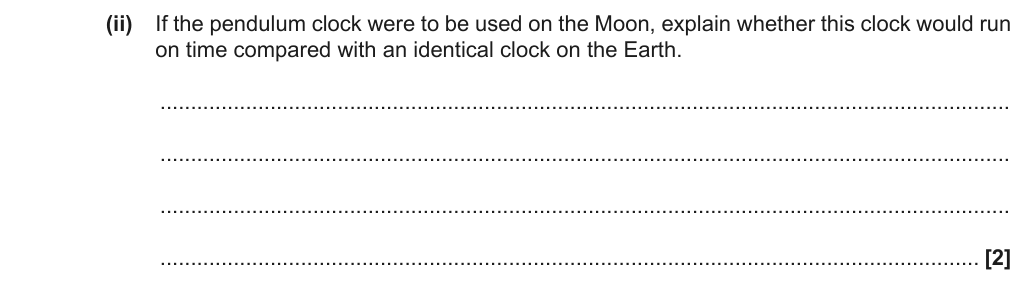 (ii) If the pendulum clock were to be used on the Moon, explain whether this clock would run
on time compared with an identical clock on the Earth.
[2]